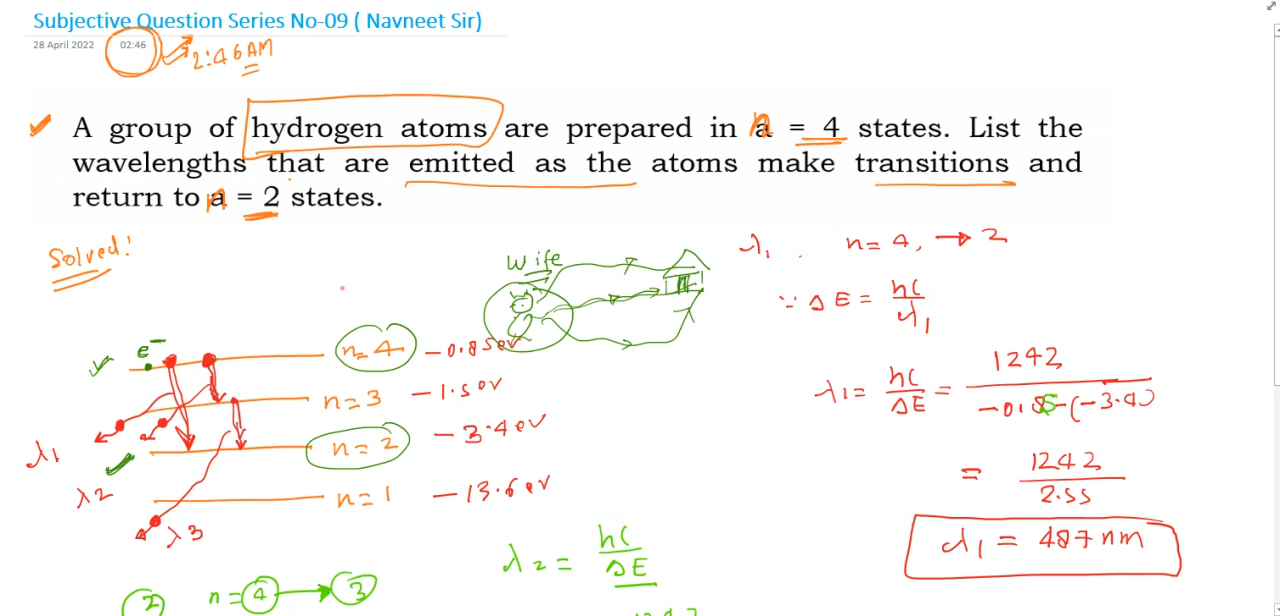 Subjective Question Series No-09 ( Navneet Sir)
28 April 2022 02:46
2:46AM
A group of hydrogen atoms are prepared in n = 4 states. List the
wavelengths that are emitted as the atoms make transitions and
return to n = 2 states.
Solved!
Wife
λ1 n = 4, → 2
∵ ΔE = hc/λ1
λ1 = hc/ΔE = 1242/-0.85-(-3.4)
= 1242/2.55
λ1 = 487nm
e- n=4 -0.85ev
n=3 -1.5ev
n=2 -3.4ev
n=1 -13.6ev
λ1
λ2
λ3
λ2 = hc/ΔE
2 n=4 → 3